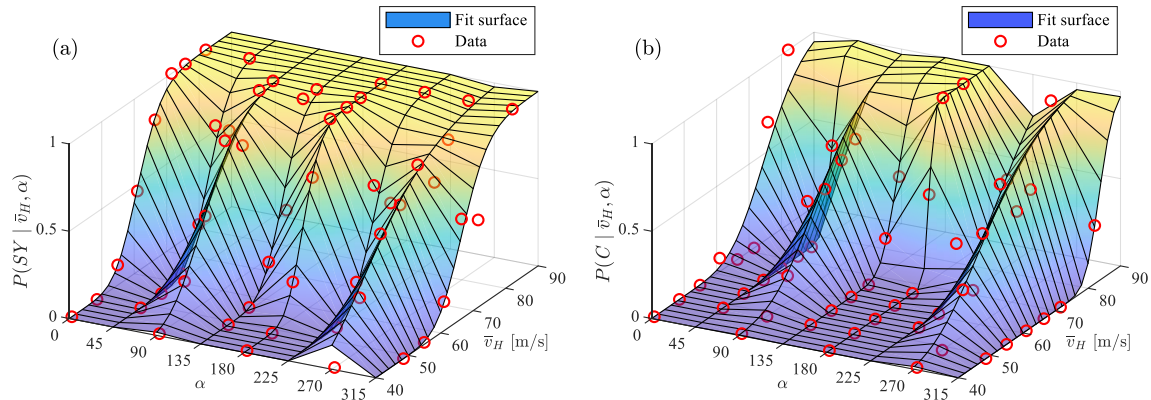 (a)
Fit surface
Data
P(SY | v̄_H, α)
1
0.5
0
0
45
90
135
180
225
270
315
α
40
50
60
70
80
90
v̄_H [m/s]
(b)
Fit surface
Data
P(C | v̄_H, α)
1
0.5
0
0
45
90
135
180
225
270
315
α
40
50
60
70
80
90
v̄_H [m/s]